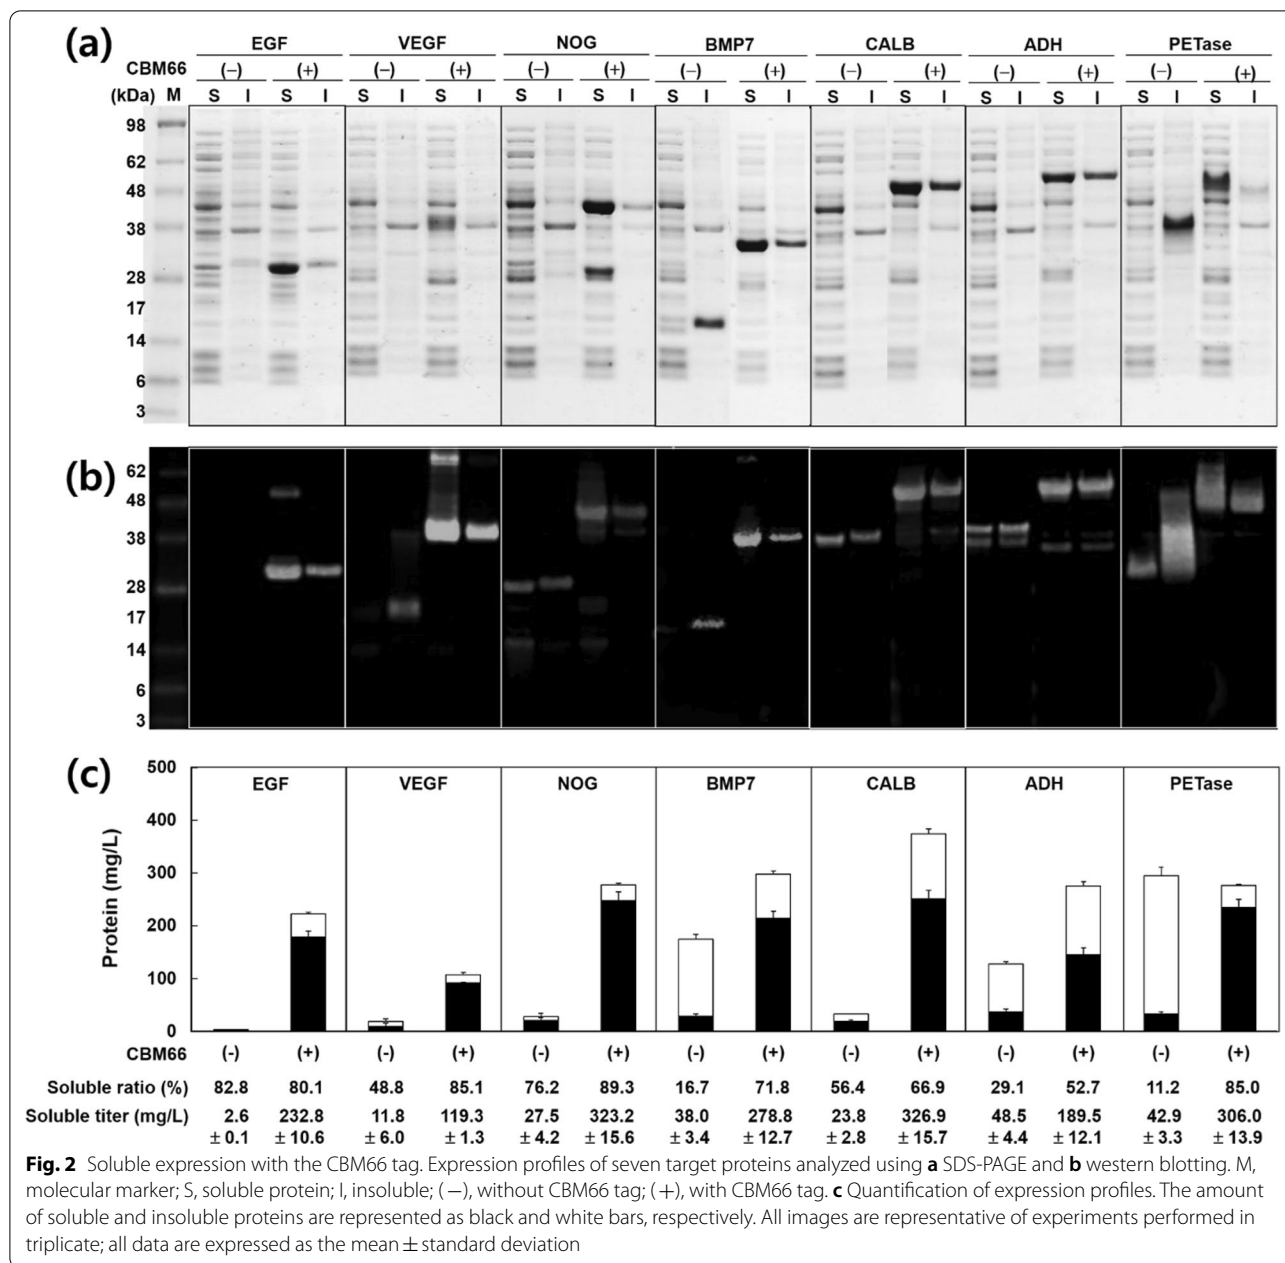 (a)
EGF VEGF NOG BMP7 CALB ADH PETase
CBM66 (–) (+) (–) (+) (–) (+) (–) (+) (–) (+) (–) (+) (–) (+)
(kDa) M S I S I S I S I S I S I S I S I S I S I S I S I S I S I
98
62
48
38
28
17
14
6
3
(b)
62
48
38
28
17
14
6
3
(c)
500 EGF VEGF NOG BMP7 CALB ADH PETase
400
300
200
100
0
Protein (mg/L)
CBM66 (-) (+) (-) (+) (-) (+) (-) (+) (-) (+) (-) (+) (-) (+)
Soluble ratio (%) 82.8 80.1 48.8 85.1 76.2 89.3 16.7 71.8 56.4 66.9 29.1 52.7 11.2 85.0
Soluble titer (mg/L) 2.6 232.8 11.8 119.3 27.5 323.2 38.0 278.8 23.8 326.9 48.5 189.5 42.9 306.0
± 0.1 ± 10.6 ± 6.0 ± 1.3 ± 4.2 ± 15.6 ± 3.4 ± 12.7 ± 2.8 ± 15.7 ± 4.4 ± 12.1 ± 3.3 ± 13.9
Fig. 2 Soluble expression with the CBM66 tag. Expression profiles of seven target proteins analyzed using a SDS-PAGE and b western blotting. M,
molecular marker; S, soluble protein; I, insoluble; (−), without CBM66 tag; (+), with CBM66 tag. c Quantification of expression profiles. The amount
of soluble and insoluble proteins are represented as black and white bars, respectively. All images are representative of experiments performed in
triplicate; all data are expressed as the mean ± standard deviation